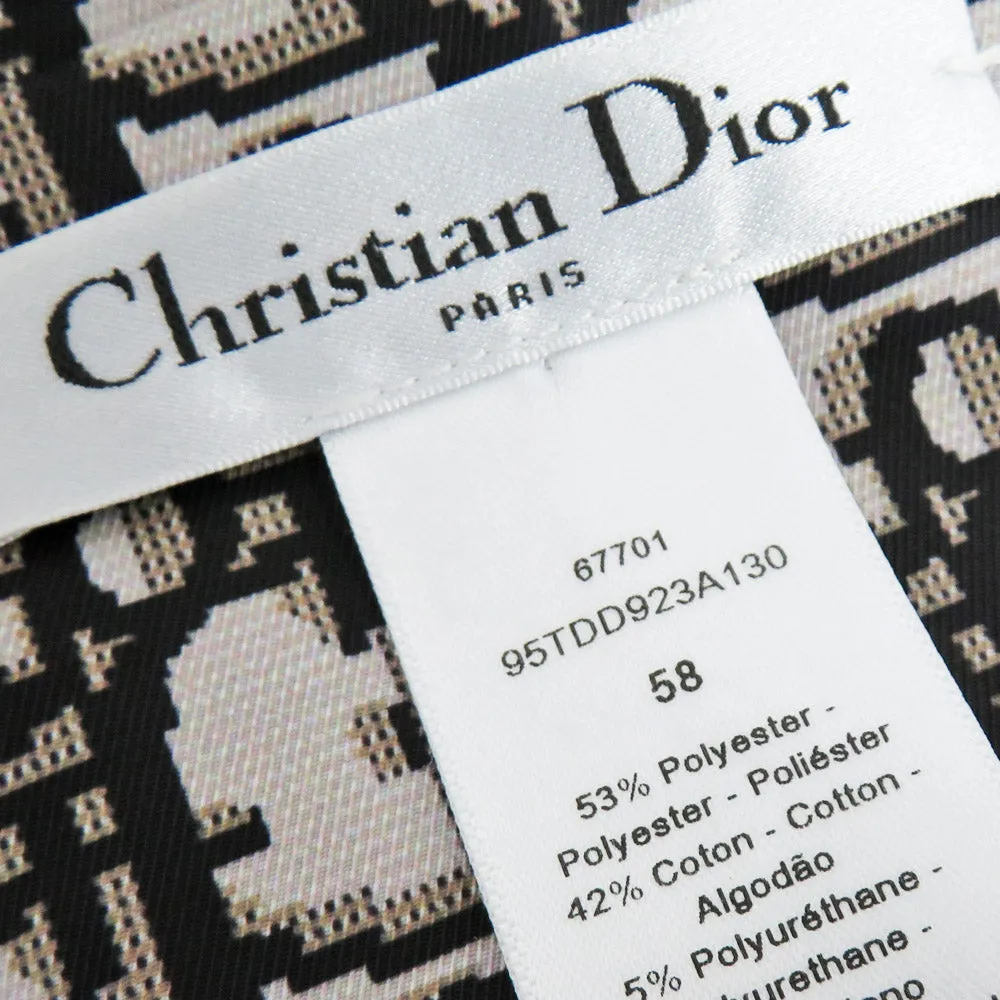 Christian Dior
PARIS
67701
95TDD923A130
58
53% Polyester -
Polyester - Poliéster
42% Coton - Cotton -
Algodão
5% Polyuréthane -